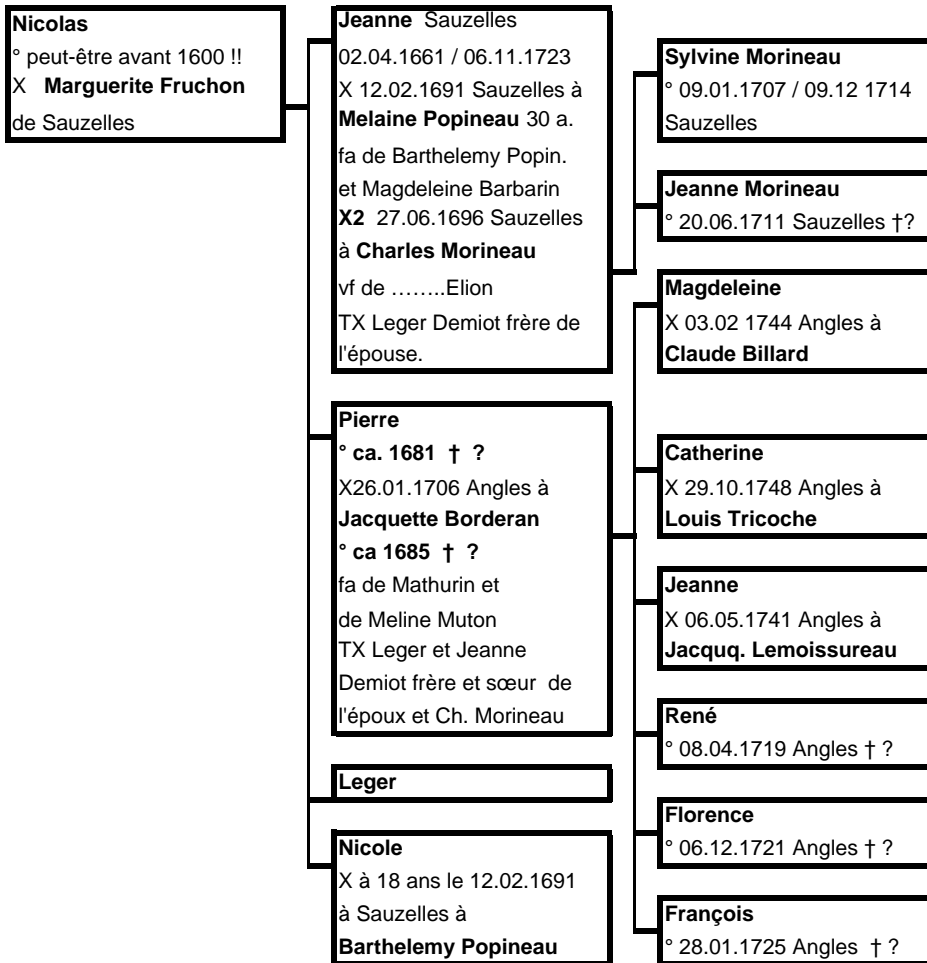 Nicolas
° peut-être avant 1600 !!
X Marguerite Fruchon
de Sauzelles
Jeanne Sauzelles
02.04.1661 / 06.11.1723
X 12.02.1691 Sauzelles à
Melaine Popineau 30 a.
fa de Barthelemy Popin.
et Magdeleine Barbarin
X2 27.06.1696 Sauzelles
à Charles Morineau
vf de ……..Elion
TX Leger Demiot frère de
l'épouse.
Pierre
° ca. 1681 † ?
X26.01.1706 Angles à
Jacquette Borderan
° ca 1685 † ?
fa de Mathurin et
de Meline Muton
TX Leger et Jeanne
Demiot frère et sœur de
l'époux et Ch. Morineau
Leger
Nicole
X à 18 ans le 12.02.1691
à Sauzelles à
Barthelemy Popineau
Sylvine Morineau
° 09.01.1707 / 09.12 1714
Sauzelles
Jeanne Morineau
° 20.06.1711 Sauzelles †?
Magdeleine
X 03.02 1744 Angles à
Claude Billard
Catherine
X 29.10.1748 Angles à
Louis Tricoche
Jeanne
X 06.05.1741 Angles à
Jacquq. Lemoissureau
René
° 08.04.1719 Angles † ?
Florence
° 06.12.1721 Angles † ?
François
° 28.01.1725 Angles † ?